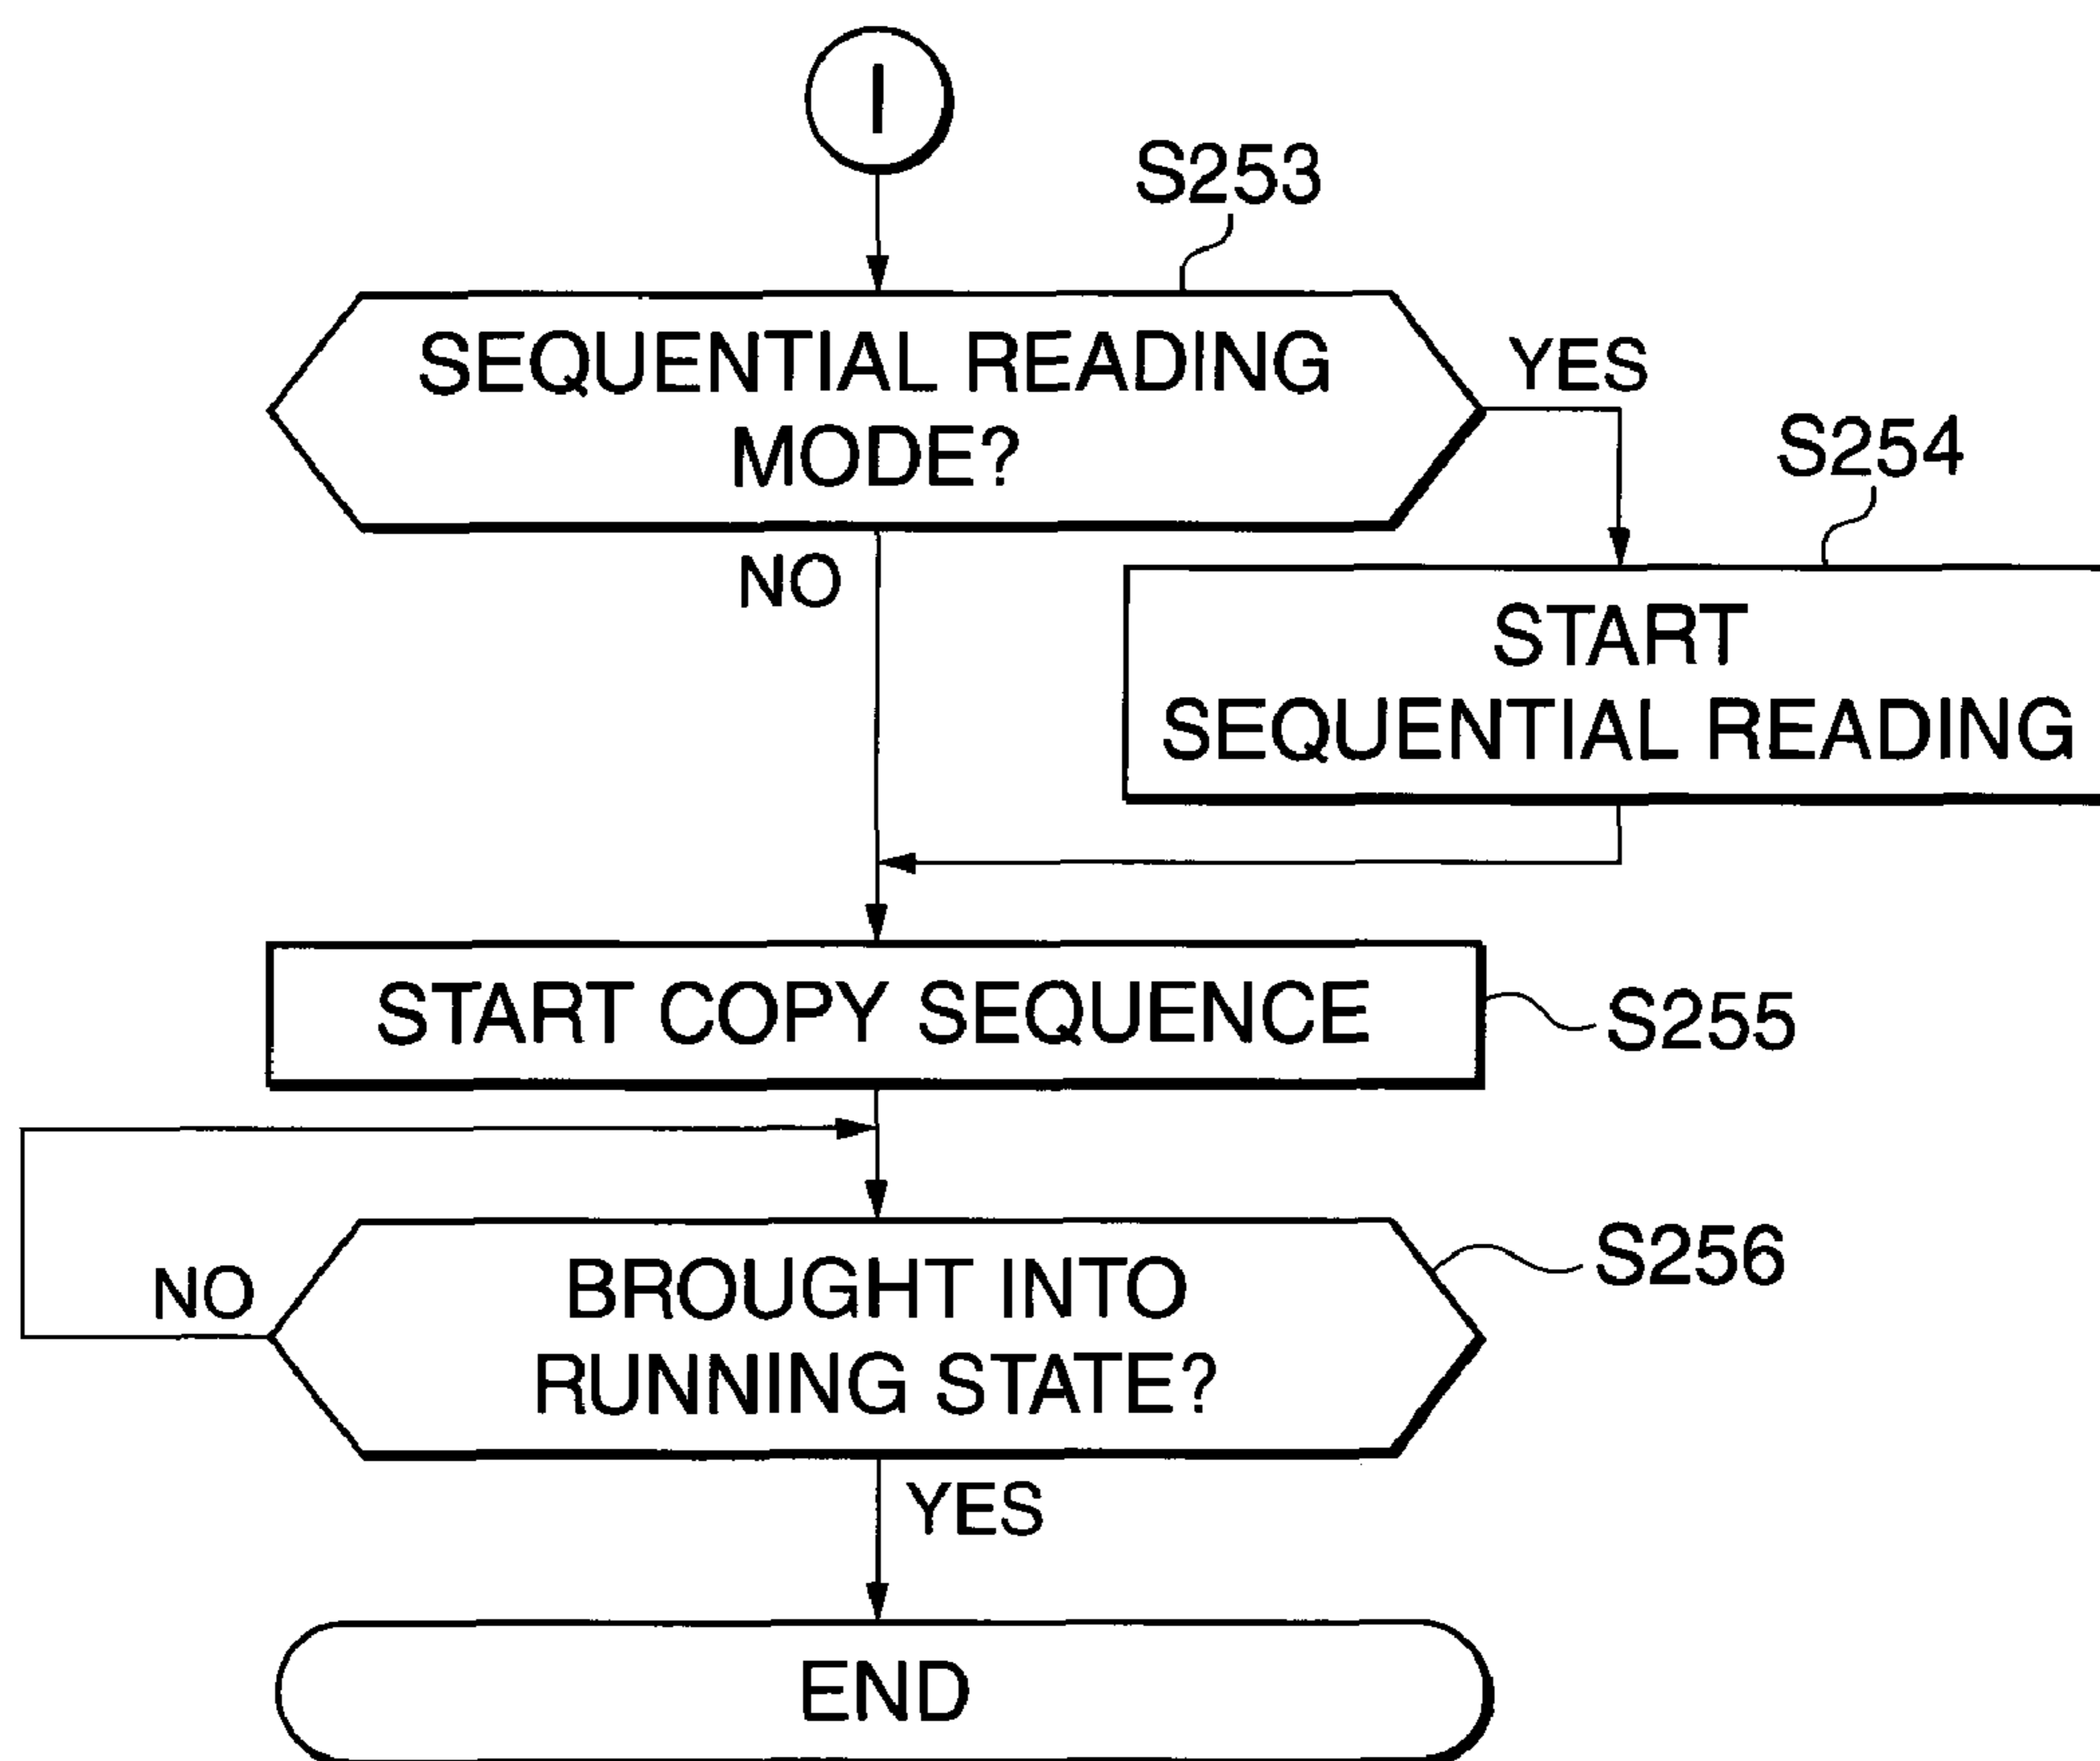 I
S253
SEQUENTIAL READING
MODE?
YES
S254
NO
START
SEQUENTIAL READING
START COPY SEQUENCE
S255
NO
BROUGHT INTO
RUNNING STATE?
S256
YES
END